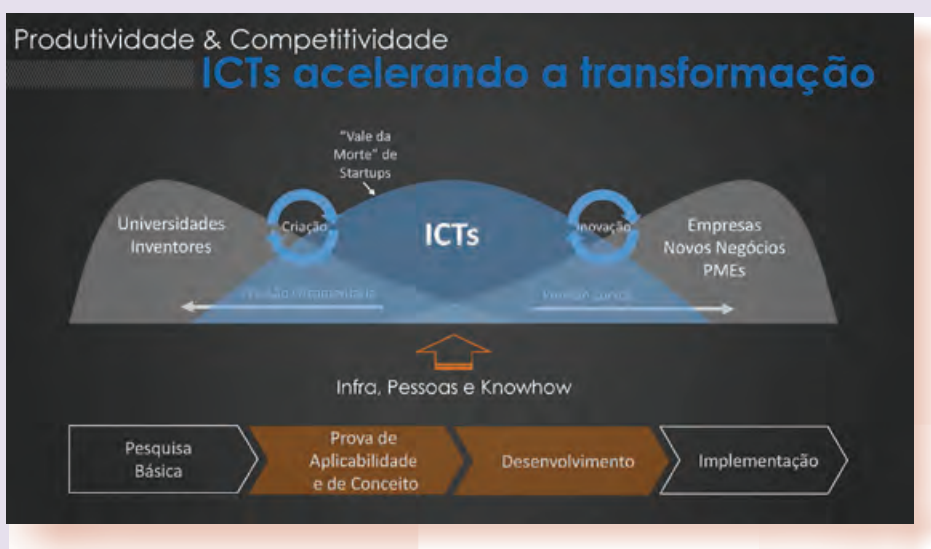 Produtividade & Competitividade
ICTs acelerando a transformação
"Vale da
Morte" de
Startups
Universidades
Inventores
Criação
ICTs
Inovação
Empresas
Novos Negócios
PMEs
Infra, Pessoas e Knowhow
Pesquisa
Básica
Prova de
Aplicabilidade
e de Conceito
Desenvolvimento
Implementação